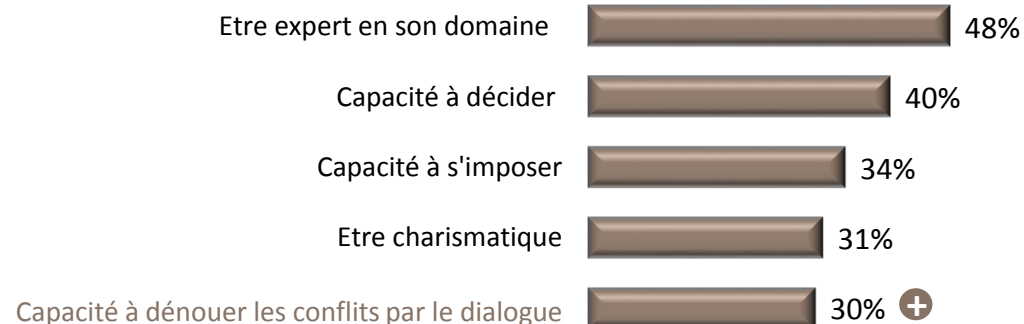 Etre expert en son domaine 48%
Capacité à décider 40%
Capacité à s'imposer 34%
Etre charismatique 31%
Capacité à dénouer les conflits par le dialogue 30% +